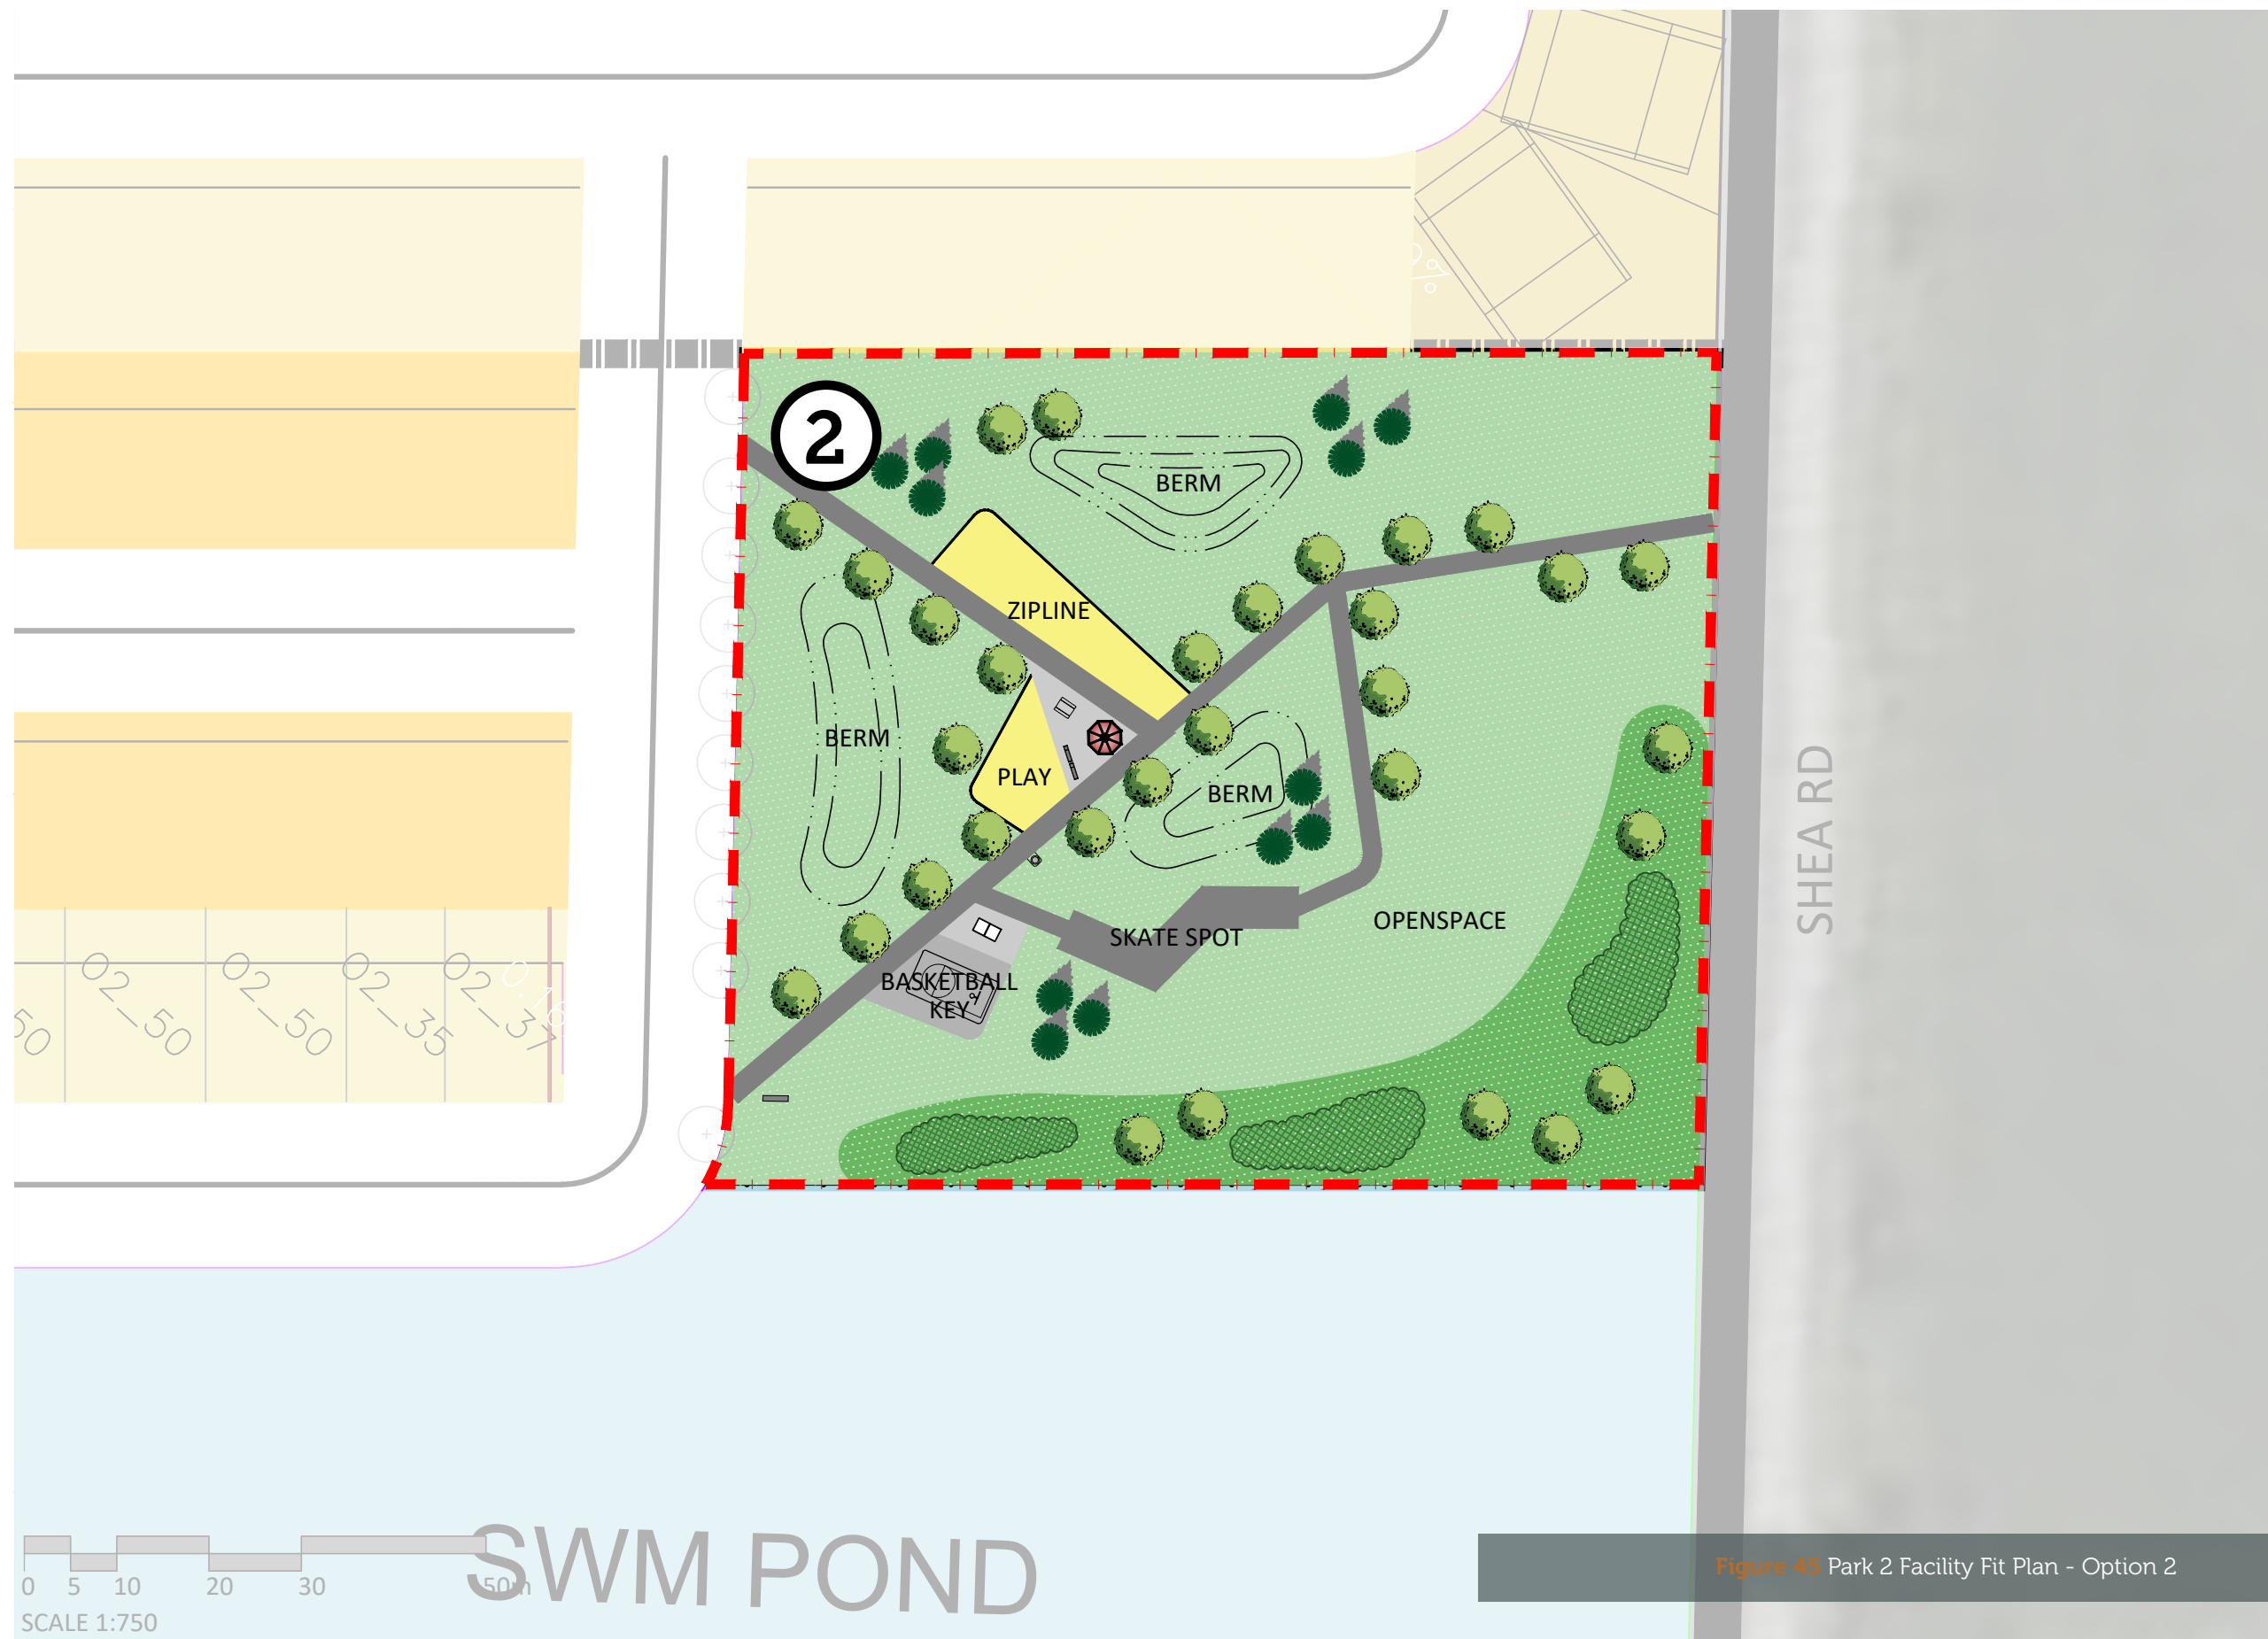 2
BERM
ZIPLINE
BERM
PLAY
BERM
SHEA RD
OPENSPACE
SKATE SPOT
BASKETBALL
KEY
50
02_50
02_50
02_35
02_37
SWM POND
0 5 10 20 30 50m
SCALE 1:750
Figure 45 Park 2 Facility Fit Plan - Option 2